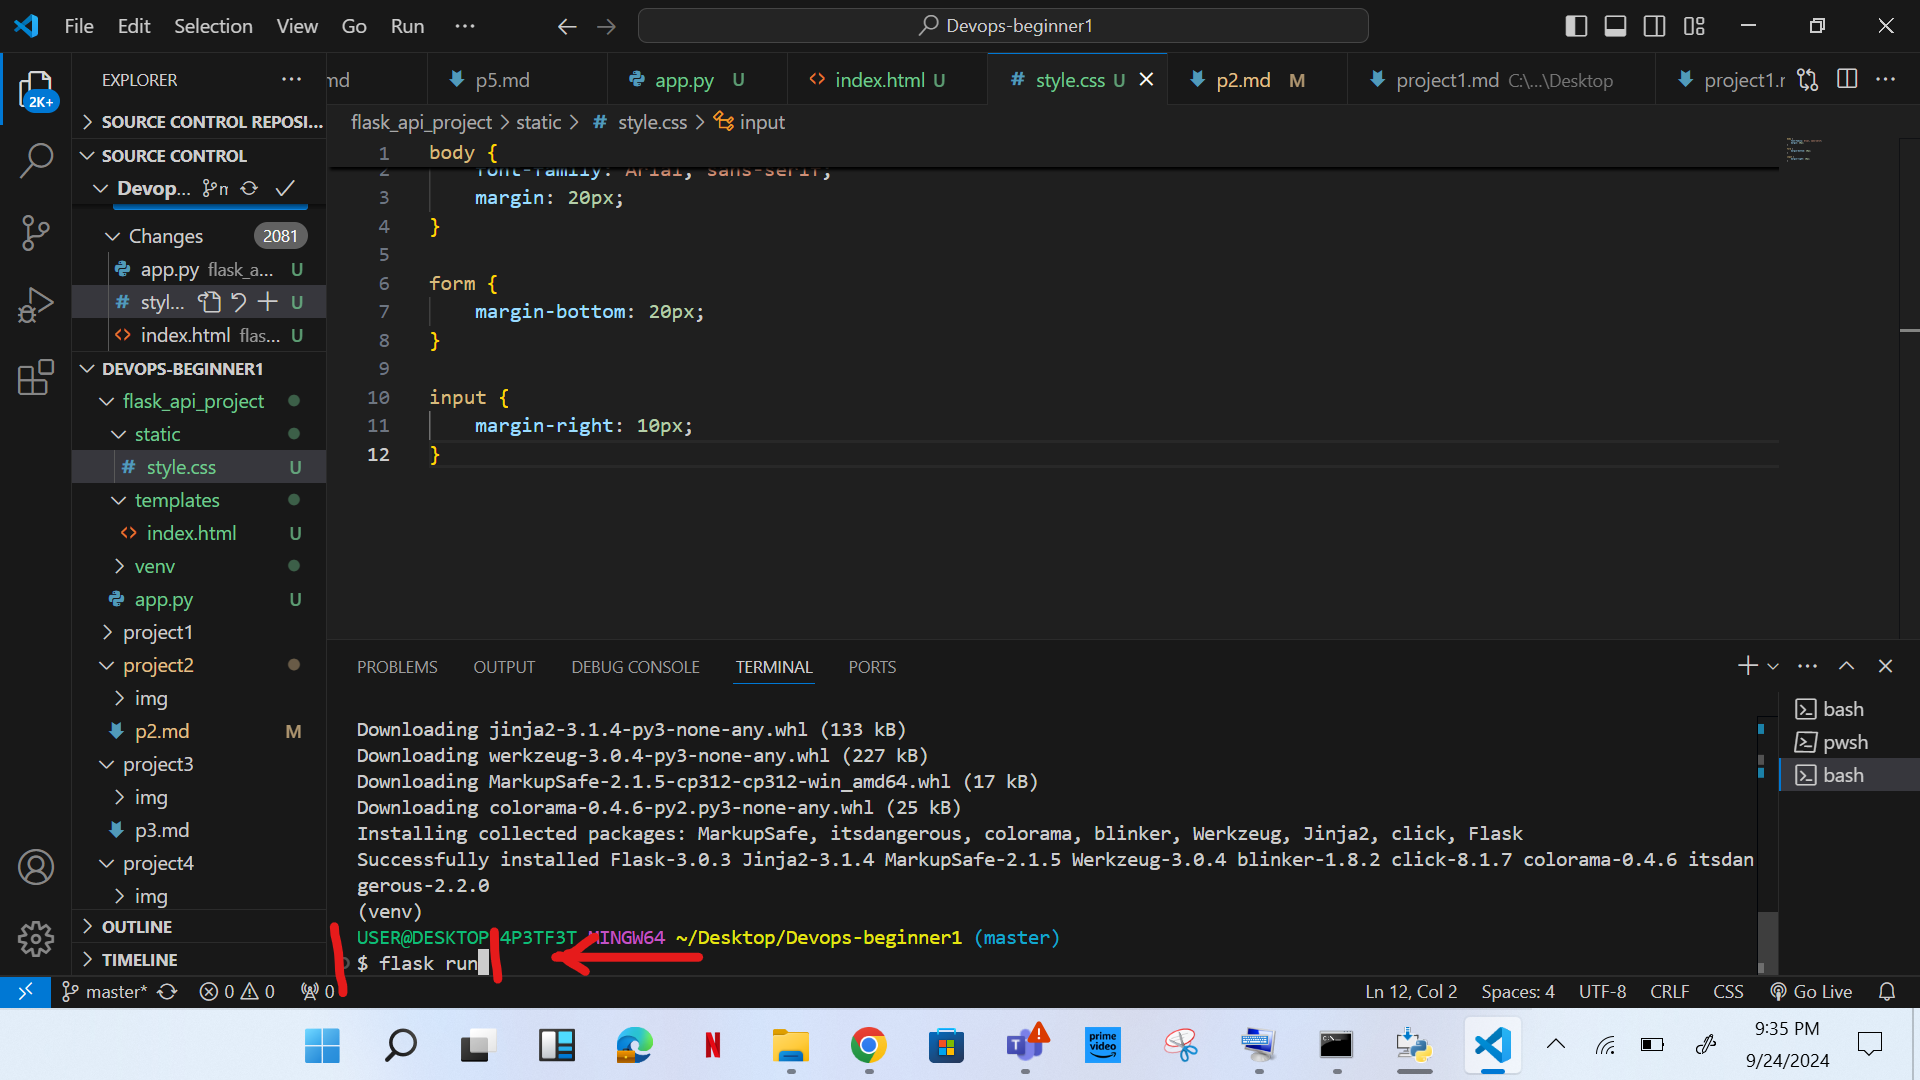 File Edit Selection View Go Run ··· Devops-beginner1
EXPLORER ···
nd p5.md app.py U index.html U # style.css U p2.md M project1.md C:\...\Desktop project1.r ···
2K+
SOURCE CONTROL REPOSI...
SOURCE CONTROL
Devop...
Changes 2081
app.py flask_a... U
# styl... U
index.html flas... U
DEVOPS-BEGINNER1
flask_api_project
static
# style.css U
templates
index.html U
venv
app.py U
project1
project2
img
p2.md M
project3
img
p3.md
project4
img
OUTLINE
TIMELINE
flask_api_project > static > # style.css > input
1 body {
2 font-family: Arial, sans-serif;
3 margin: 20px;
4 }
5
6 form {
7 margin-bottom: 20px;
8 }
9
10 input {
11 margin-right: 10px;
12 }
PROBLEMS OUTPUT DEBUG CONSOLE TERMINAL PORTS
Downloading jinja2-3.1.4-py3-none-any.whl (133 kB)
Downloading werkzeug-3.0.4-py3-none-any.whl (227 kB)
Downloading MarkupSafe-2.1.5-cp312-cp312-win_amd64.whl (17 kB)
Downloading colorama-0.4.6-py2.py3-none-any.whl (25 kB)
Installing collected packages: MarkupSafe, itsdangerous, colorama, blinker, Werkzeug, Jinja2, click, Flask
Successfully installed Flask-3.0.3 Jinja2-3.1.4 MarkupSafe-2.1.5 Werkzeug-3.0.4 blinker-1.8.2 click-8.1.7 colorama-0.4.6 itsdan
gerous-2.2.0
(venv)
USER@DESKTOP-4P3TF3T MINGW64 ~/Desktop/Devops-beginner1 (master)
$ flask run
bash
pwsh
bash
master* 0 0 0 Ln 12, Col 2 Spaces: 4 UTF-8 CRLF CSS Go Live
prime video
9:35 PM
9/24/2024